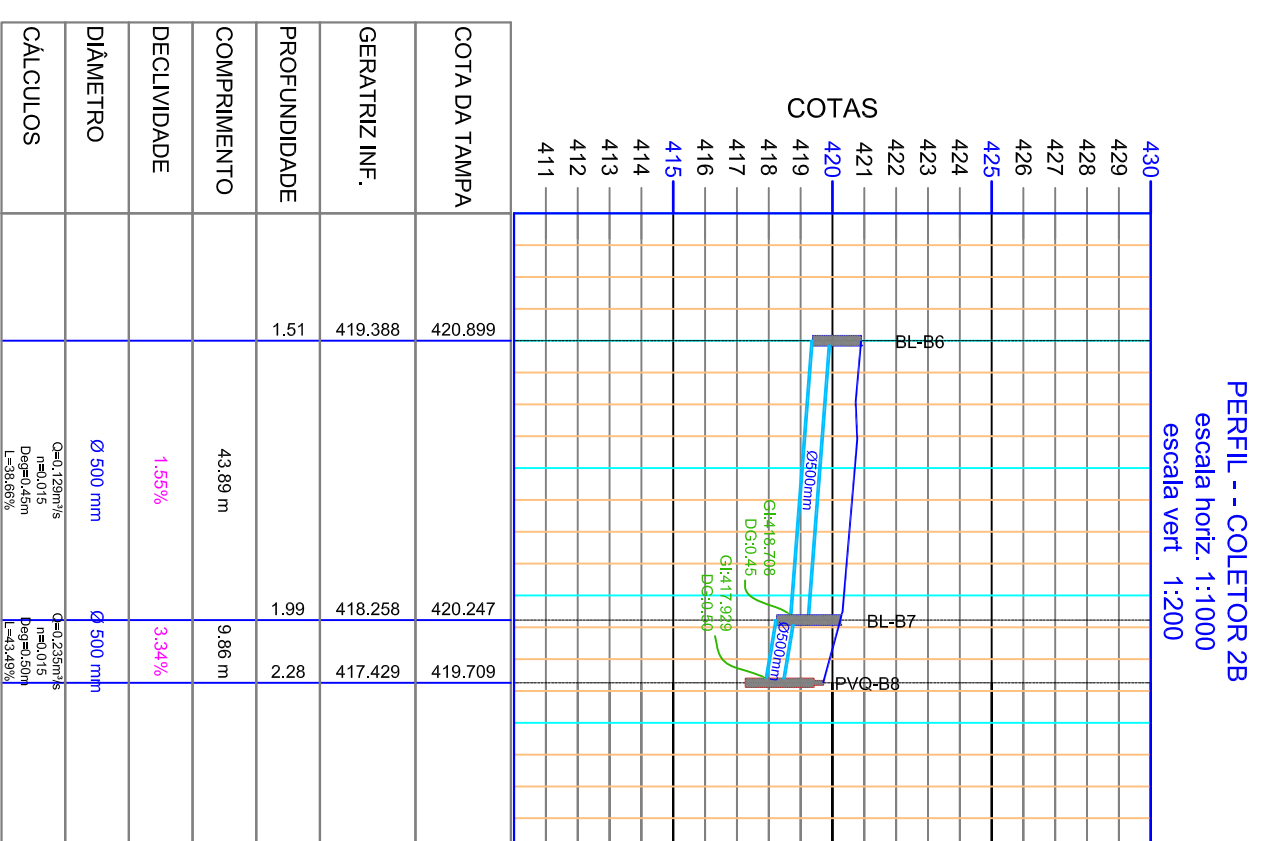 PERFIL - - COLETOR 2B
escala horiz. 1:1000
escala vert 1:200
COTAS
430
429
428
427
426
425
424
423
422
421
420
419
418
417
416
415
414
413
412
411
BL-B6
BL-B7
PVQ-B8
Ø500mm
Ø500mm
GI:418.708
DG:0.45
GI:417.929
DG:0.50
COTA DA TAMPA
420.899
420.247
419.709
GERATRIZ INF.
419.388
418.258
417.429
PROFUNDIDADE
1.51
1.99
2.28
COMPRIMENTO
43.89 m
9.86 m
DECLIVIDADE
1.55%
3.34%
DIÂMETRO
Ø 500 mm
Ø 500 mm
CÁLCULOS
Q=0.129m³/s
n=0.015
Deg=0.45m
L=38.66%
Q=0.235m³/s
n=0.015
Deg=0.50m
L=43.49%